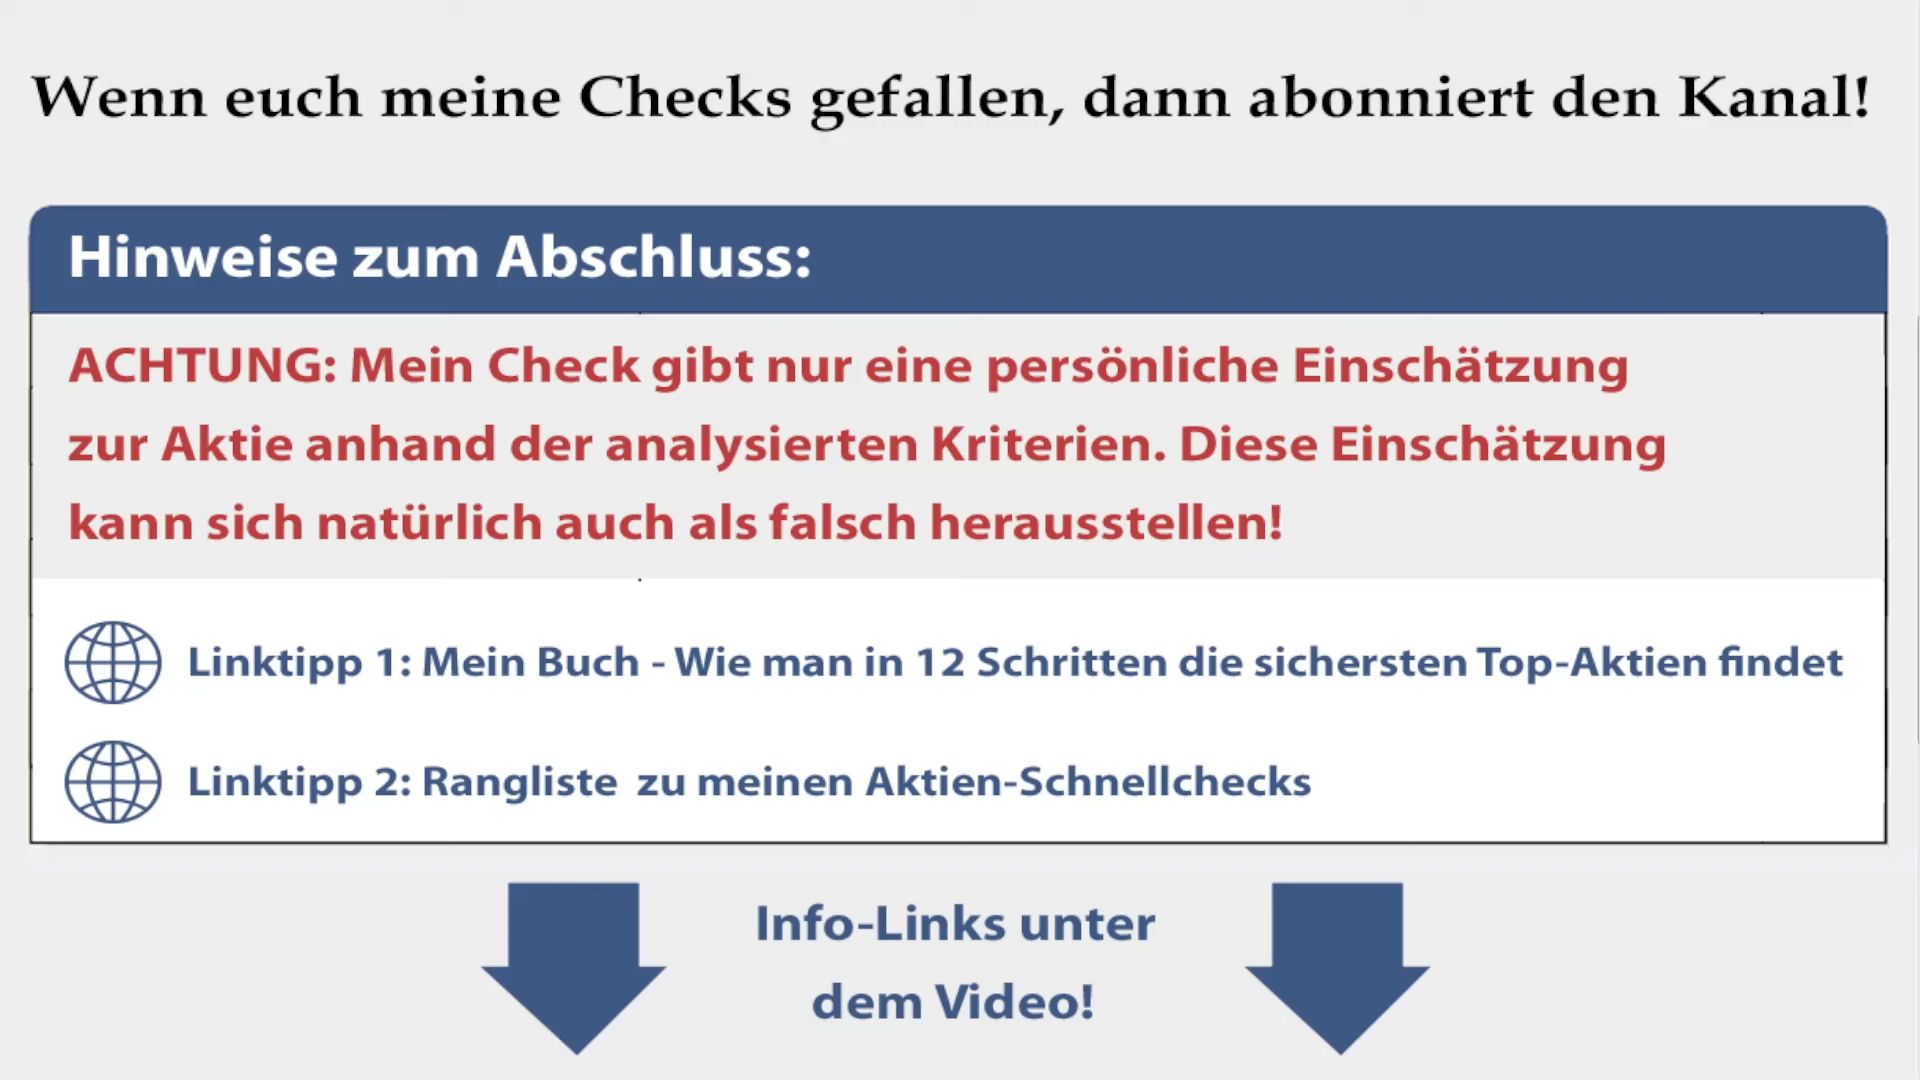 Wenn euch meine Checks gefallen, dann abonniert den Kanal!
Hinweise zum Abschluss:
ACHTUNG: Mein Check gibt nur eine persönliche Einschätzung
zur Aktie anhand der analysierten Kriterien. Diese Einschätzung
kann sich natürlich auch als falsch herausstellen!
Linktipp 1: Mein Buch - Wie man in 12 Schritten die sichersten Top-Aktien findet
Linktipp 2: Rangliste zu meinen Aktien-Schnellchecks
Info-Links unter
dem Video!